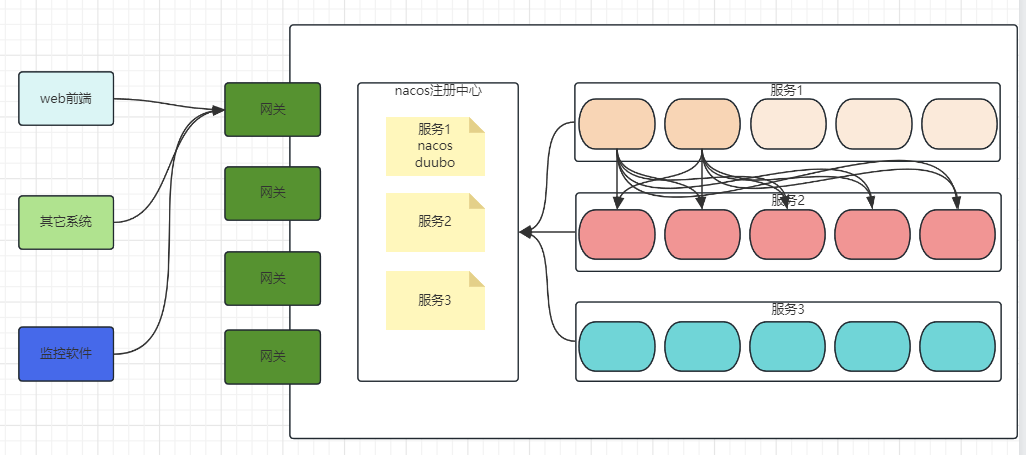 web前端
其它系统
监控软件
网关
网关
网关
网关
nacos注册中心
服务1
nacos
duubo
服务2
服务3
服务1
服务2
服务3